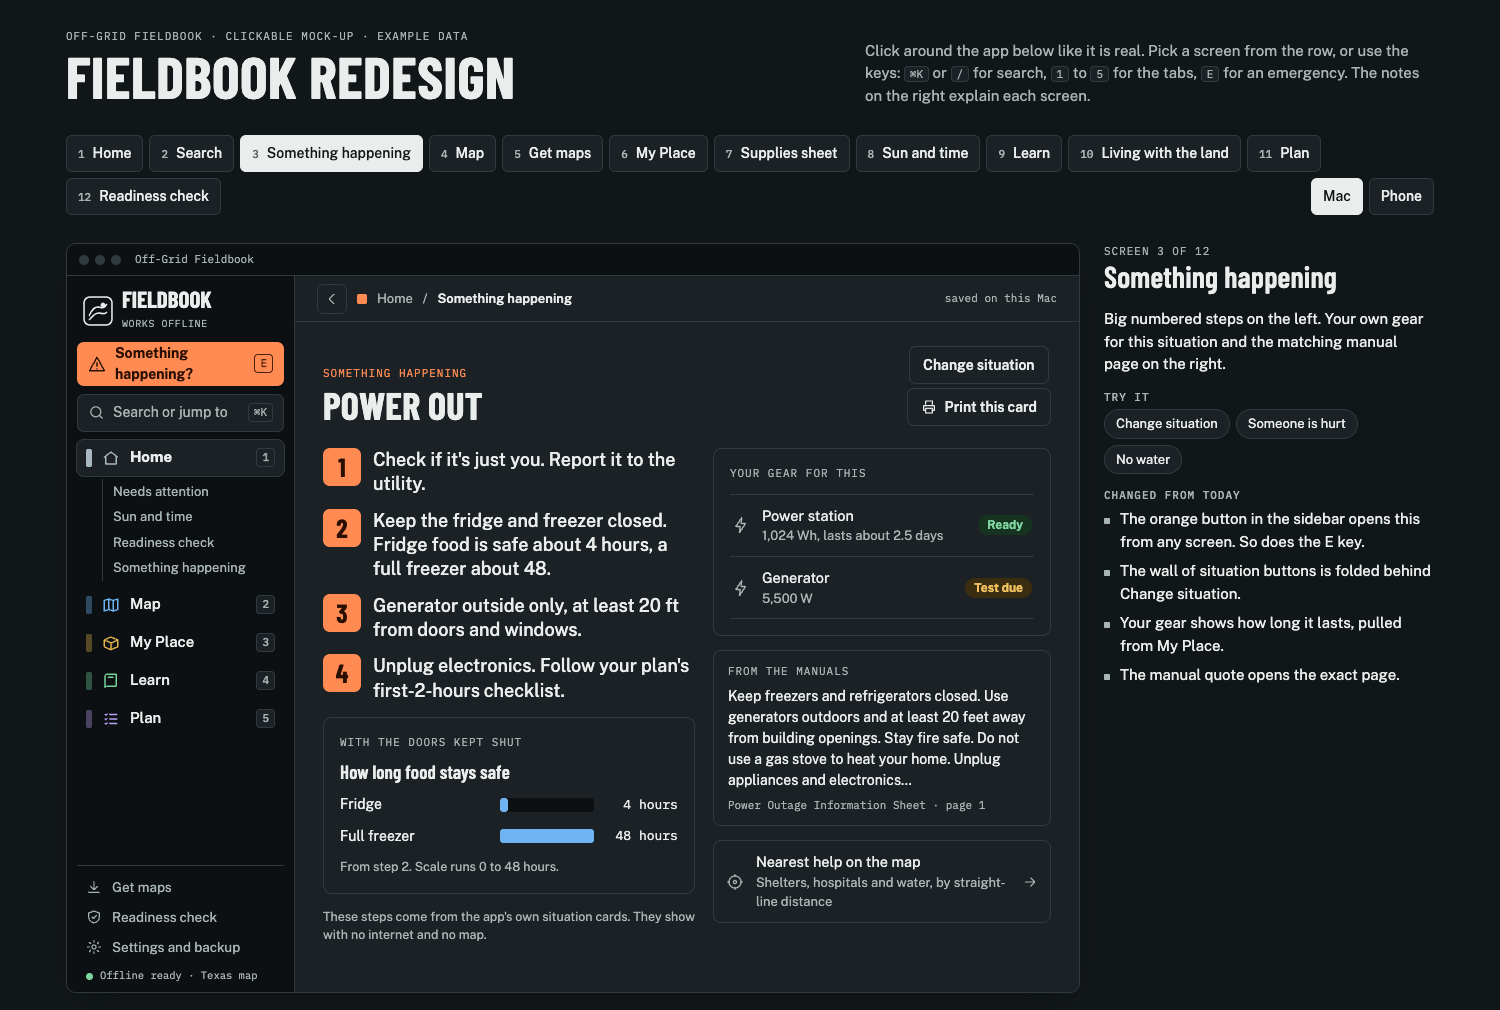 OFF-GRID FIELDBOOK · CLICKABLE MOCK-UP · EXAMPLE DATA
FIELDBOOK REDESIGN
Click around the app below like it is real. Pick a screen from the row, or use the
keys: ⌘K or / for search, 1 to 5 for the tabs, E for an emergency. The notes
on the right explain each screen.
1 Home
2 Search
3 Something happening
4 Map
5 Get maps
6 My Place
7 Supplies sheet
8 Sun and time
9 Learn
10 Living with the land
11 Plan
12 Readiness check
Mac
Phone
Off-Grid Fieldbook
FIELDBOOK
WORKS OFFLINE
Something
happening?
E
Search or jump to ⌘K
Home 1
Needs attention
Sun and time
Readiness check
Something happening
Map 2
My Place 3
Learn 4
Plan 5
Get maps
Readiness check
Settings and backup
Offline ready · Texas map
Home / Something happening
saved on this Mac
SOMETHING HAPPENING
POWER OUT
Change situation
Print this card
1 Check if it's just you. Report it to the
utility.
2 Keep the fridge and freezer closed.
Fridge food is safe about 4 hours, a
full freezer about 48.
3 Generator outside only, at least 20 ft
from doors and windows.
4 Unplug electronics. Follow your plan's
first-2-hours checklist.
WITH THE DOORS KEPT SHUT
How long food stays safe
Fridge 4 hours
Full freezer 48 hours
From step 2. Scale runs 0 to 48 hours.
These steps come from the app's own situation cards. They show
with no internet and no map.
YOUR GEAR FOR THIS
Power station
1,024 Wh, lasts about 2.5 days
Ready
Generator
5,500 W
Test due
FROM THE MANUALS
Keep freezers and refrigerators closed. Use
generators outdoors and at least 20 feet away
from building openings. Stay fire safe. Do not
use a gas stove to heat your home. Unplug
appliances and electronics…
Power Outage Information Sheet · page 1
Nearest help on the map
Shelters, hospitals and water, by straight-
line distance
SCREEN 3 OF 12
Something happening
Big numbered steps on the left. Your own gear
for this situation and the matching manual
page on the right.
TRY IT
Change situation
Someone is hurt
No water
CHANGED FROM TODAY
The orange button in the sidebar opens this
from any screen. So does the E key.
The wall of situation buttons is folded behind
Change situation.
Your gear shows how long it lasts, pulled
from My Place.
The manual quote opens the exact page.